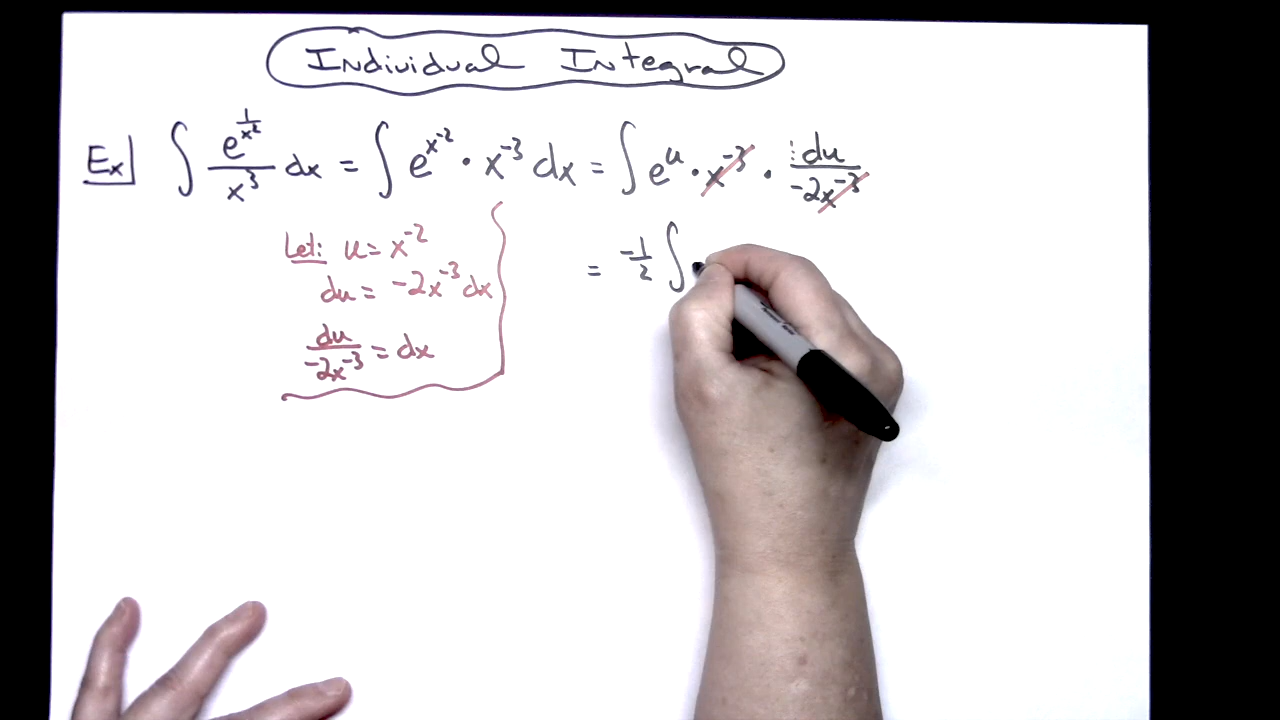 Individual Integral
Ex] ∫ e^(1/x²)/x³ dx = ∫ e^(x⁻²) · x⁻³ dx = ∫ e^u · x⁻³ · du/(-2x⁻³)
Let: u = x⁻²
du = -2x⁻³ dx
du/(-2x⁻³) = dx
= -1/2 ∫